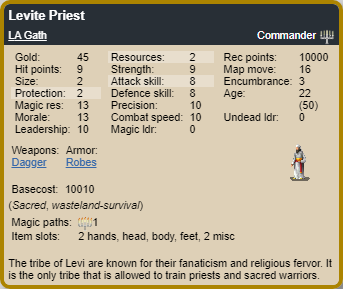 Levite Priest
LA Gath Commander
Gold: 45 Resources: 2 Rec points: 10000
Hit points: 9 Strength: 9 Map move: 16
Size: 2 Attack skill: 8 Encumbrance: 3
Protection: 2 Defence skill: 8 Age: 22
Magic res: 13 Precision: 10 (50)
Morale: 13 Combat speed: 10 Undead ldr: 0
Leadership: 10 Magic ldr: 0
Weapons: Armor:
Dagger Robes
Basecost: 10010
(Sacred, wasteland-survival)
Magic paths: 1
Item slots: 2 hands, head, body, feet, 2 misc
The tribe of Levi are known for their fanaticism and religious fervor. It
is the only tribe that is allowed to train priests and sacred warriors.